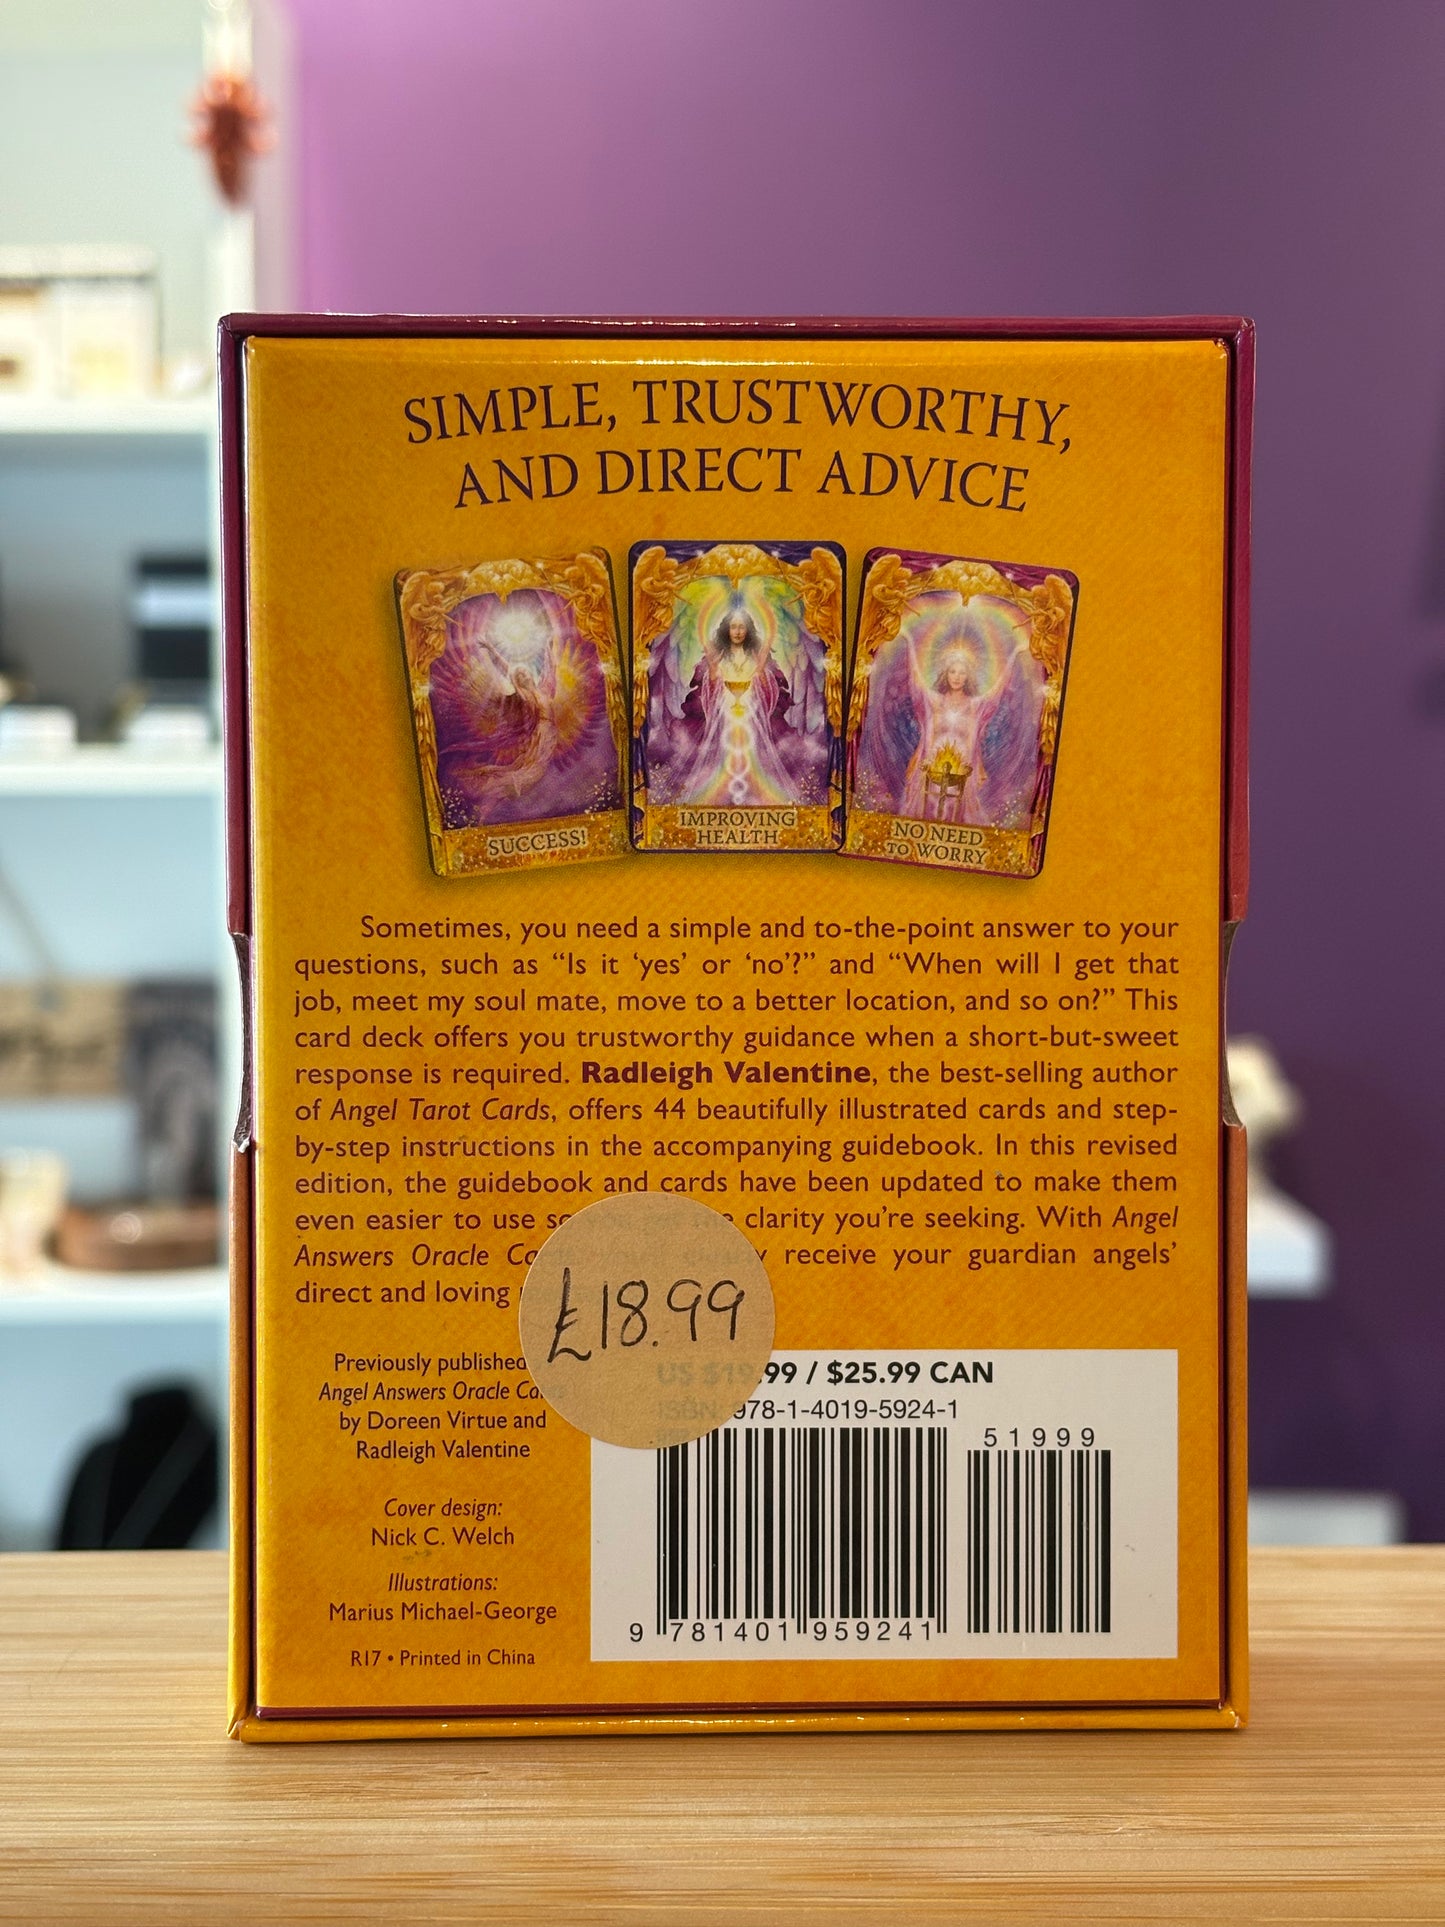 SIMPLE, TRUSTWORTHY,
AND DIRECT ADVICE
SUCCESS!
IMPROVING
HEALTH
NO NEED
TO WORRY
Sometimes, you need a simple and to-the-point answer to your
questions, such as “Is it ‘yes’ or ‘no’?” and “When will I get that
job, meet my soul mate, move to a better location, and so on?” This
card deck offers you trustworthy guidance when a short-but-sweet
response is required. Radleigh Valentine, the best-selling author
of Angel Tarot Cards, offers 44 beautifully illustrated cards and step-
by-step instructions in the accompanying guidebook. In this revised
edition, the guidebook and cards have been updated to make them
even easier to use so you get the clarity you’re seeking. With Angel
Answers Oracle receive your guardian angels’
direct and loving
£18.99
Previously published
Angel Answers Oracle Cards
by Doreen Virtue and
Radleigh Valentine
Cover design:
Nick C. Welch
Illustrations:
Marius Michael-George
R17 • Printed in China
US $19.99 / $25.99 CAN
ISBN: 978-1-4019-5924-1
51999
9 781401 959241